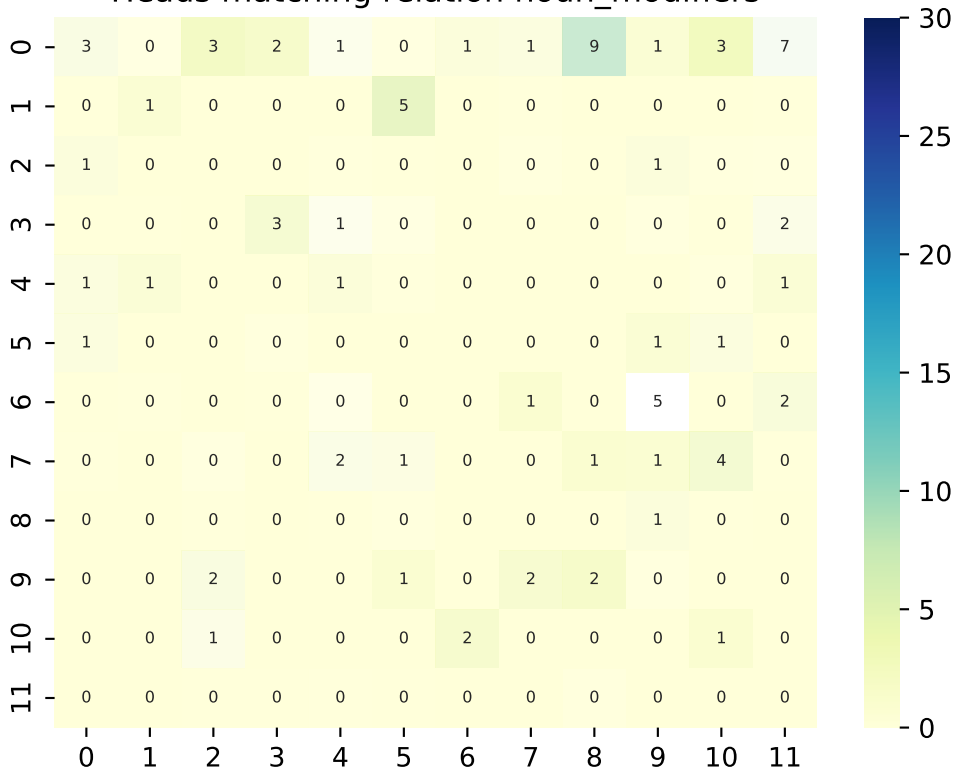 Heads matching relation noun_modifiers
0 3 0 3 2 1 0 1 1 9 1 3 7
1 0 1 0 0 0 5 0 0 0 0 0 0
2 1 0 0 0 0 0 0 0 0 1 0 0
3 0 0 0 3 1 0 0 0 0 0 0 2
4 1 1 0 0 1 0 0 0 0 0 0 1
5 1 0 0 0 0 0 0 0 0 1 1 0
6 0 0 0 0 0 0 0 1 0 5 0 2
7 0 0 0 0 2 1 0 0 1 1 4 0
8 0 0 0 0 0 0 0 0 0 1 0 0
9 0 0 2 0 0 1 0 2 2 0 0 0
10 0 0 1 0 0 0 2 0 0 0 1 0
11 0 0 0 0 0 0 0 0 0 0 0 0
0 1 2 3 4 5 6 7 8 9 10 11
30
25
20
15
10
5
0